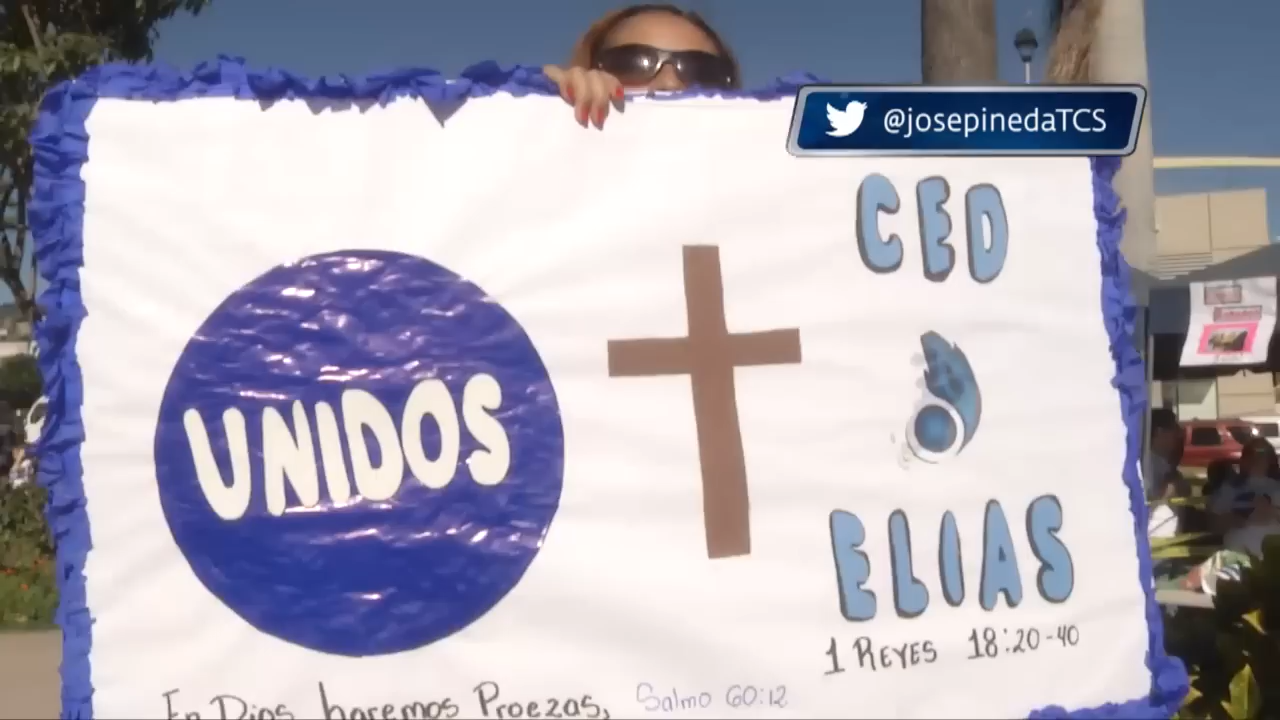 @josepinedaTCS
CED
UNIDOS
ELIAS
1 REYES 18:20-40
En Dios haremos Proezas, Salmo 60:12